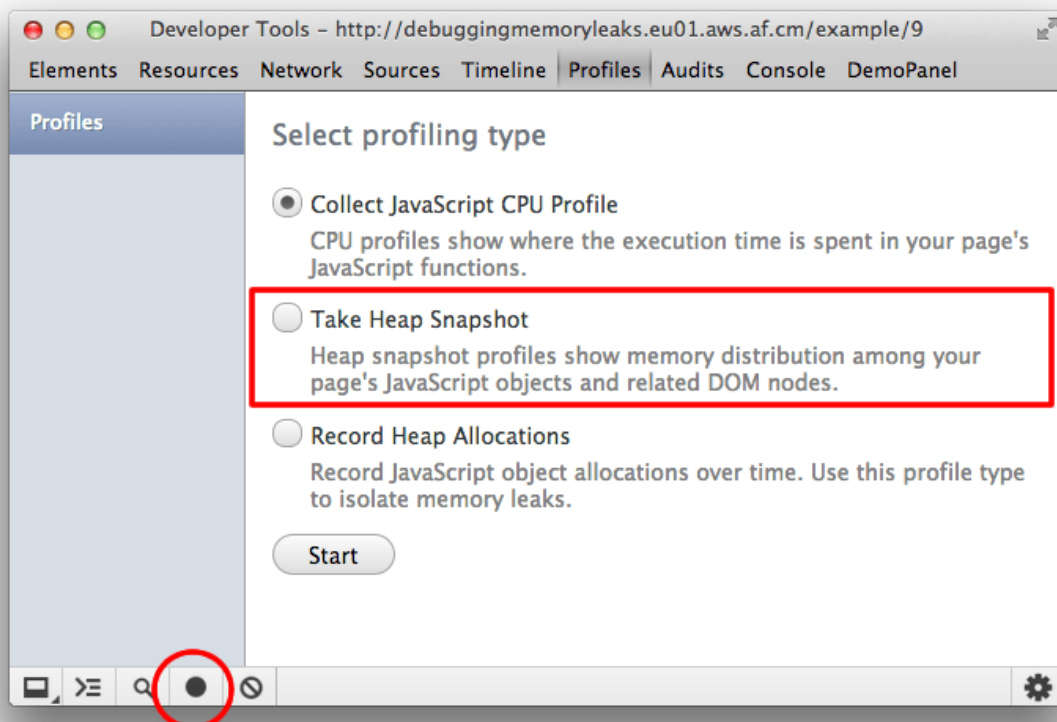 Developer Tools – http://debuggingmemoryleaks.eu01.aws.af.cm/example/9
Elements Resources Network Sources Timeline Profiles Audits Console DemoPanel
Profiles
Select profiling type
Collect JavaScript CPU Profile
CPU profiles show where the execution time is spent in your page's
JavaScript functions.
Take Heap Snapshot
Heap snapshot profiles show memory distribution among your
page's JavaScript objects and related DOM nodes.
Record Heap Allocations
Record JavaScript object allocations over time. Use this profile type
to isolate memory leaks.
Start